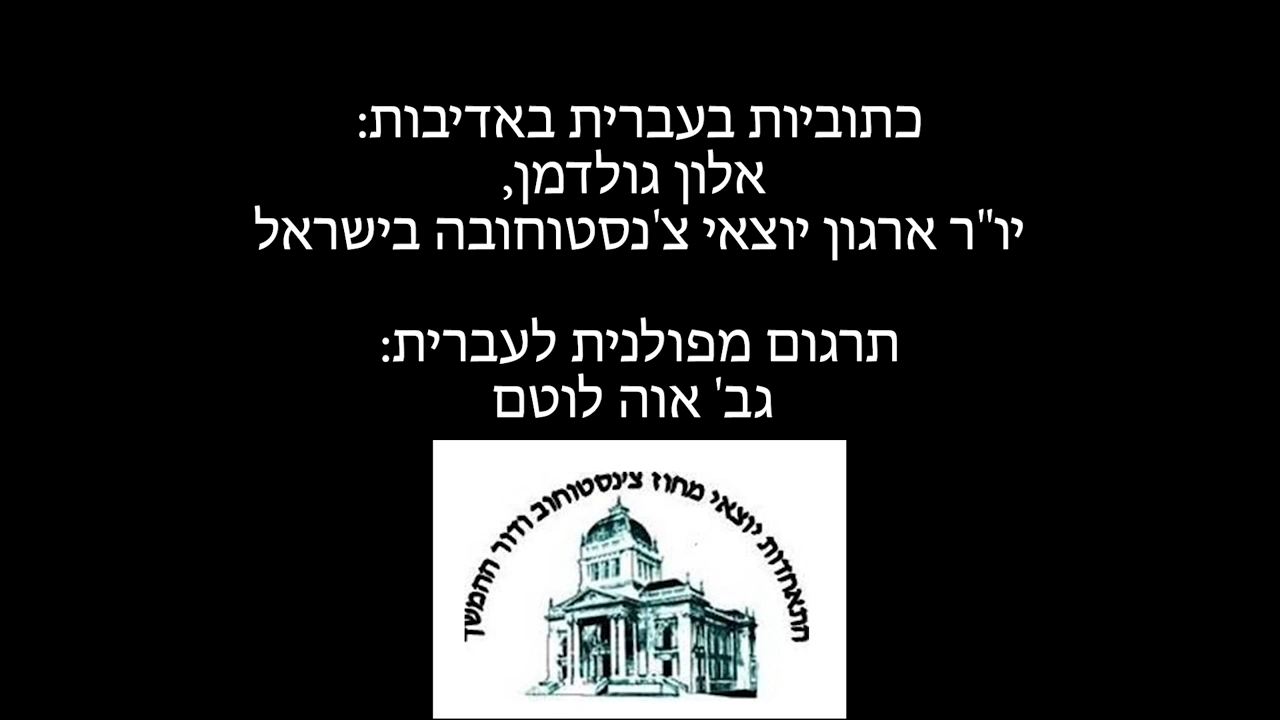 כתוביות בעברית באדיבות:
אלון גולדמן,
יו"ר ארגון יוצאי צ'נסטוחובה בישראל
תרגום מפולנית לעברית:
גב' אוה לוטם
התאחדות יוצאי מחוז צ'נסטוחוב ודור ההמשך